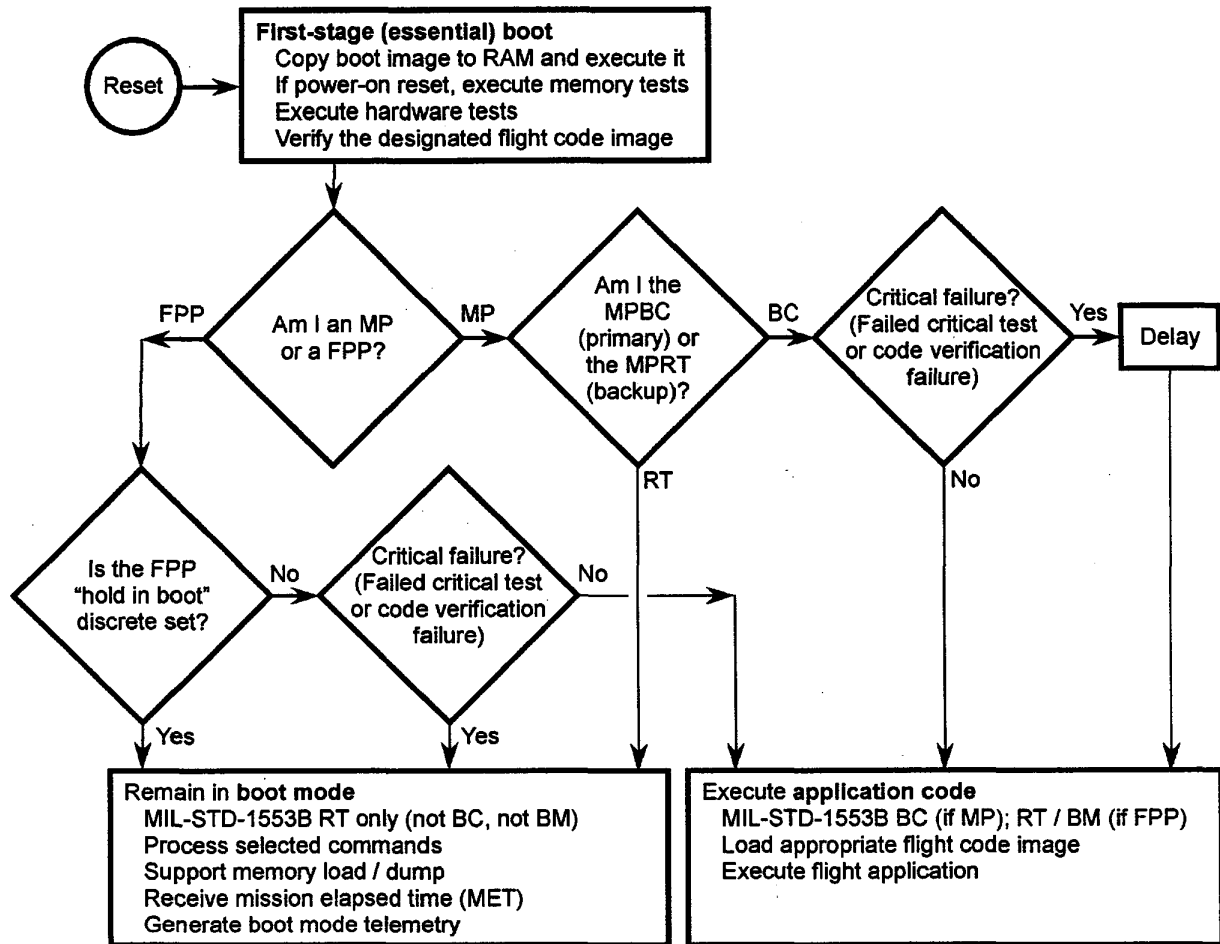 Reset
First-stage (essential) boot
Copy boot image to RAM and execute it
If power-on reset, execute memory tests
Execute hardware tests
Verify the designated flight code image
FPP
Am I an MP
or a FPP?
MP
Am I the
MPBC
(primary) or
the MPRT
(backup)?
BC
Critical failure?
(Failed critical test
or code verification
failure)
Yes
Delay
RT
No
Is the FPP
“hold in boot”
discrete set?
No
Critical failure?
(Failed critical test
or code verification
failure)
No
Yes
Yes
Remain in boot mode
MIL-STD-1553B RT only (not BC, not BM)
Process selected commands
Support memory load / dump
Receive mission elapsed time (MET)
Generate boot mode telemetry
Execute application code
MIL-STD-1553B BC (if MP); RT / BM (if FPP)
Load appropriate flight code image
Execute flight application